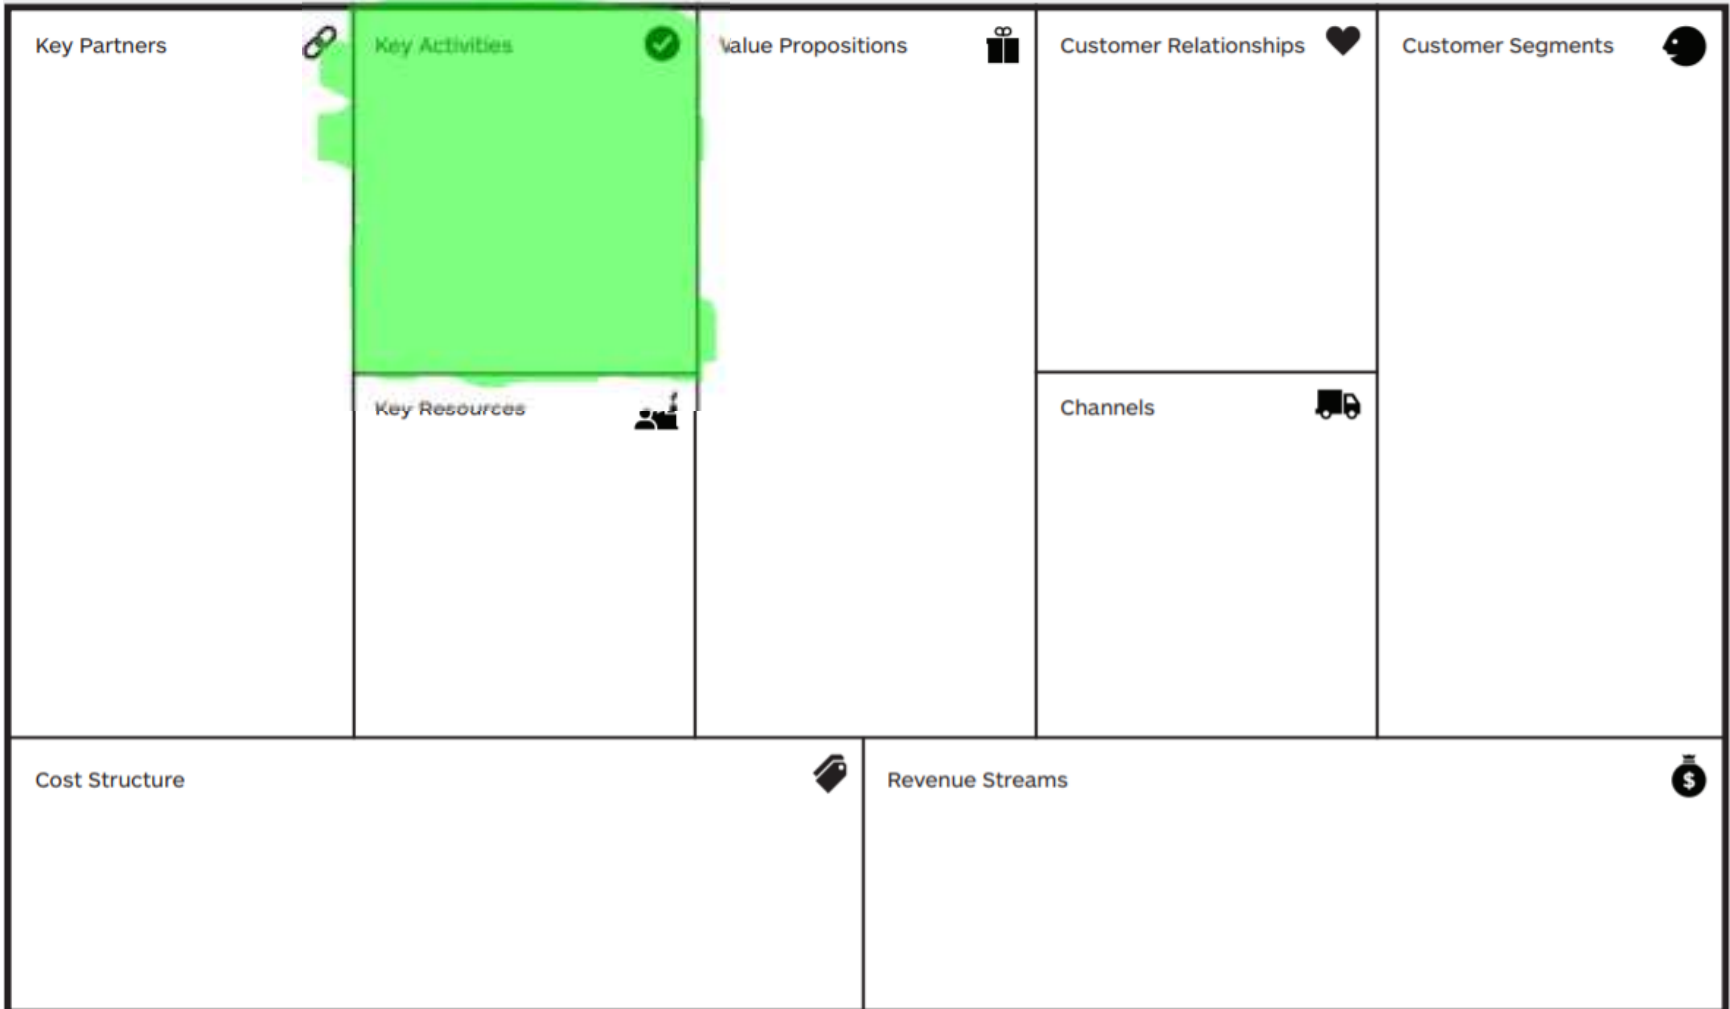 Key Partners
Key Activities
Value Propositions
Customer Relationships
Customer Segments
Key Resources
Channels
Cost Structure
Revenue Streams
$